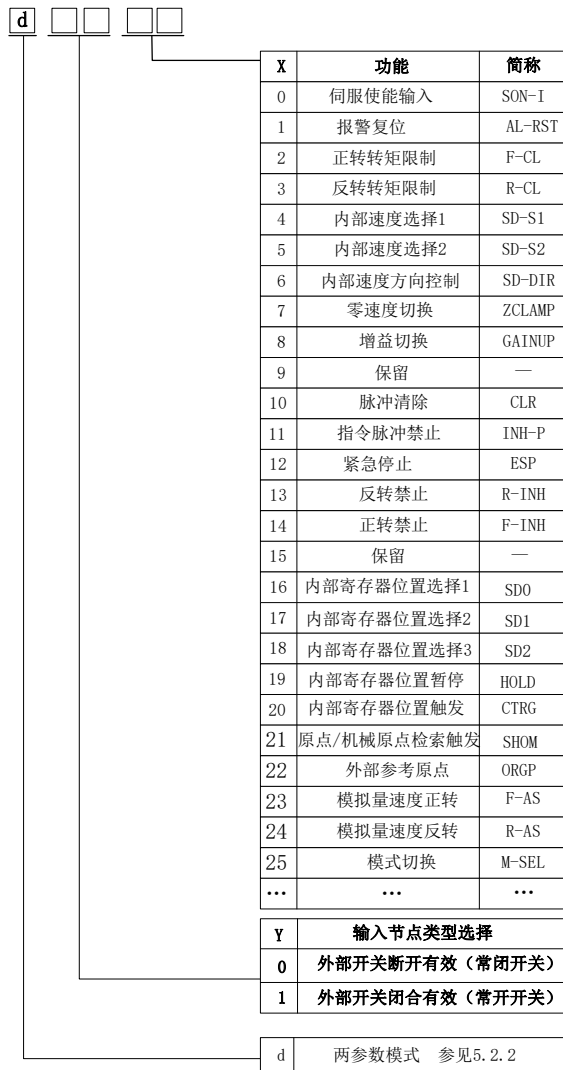 d
X 功能 简称
0 伺服使能输入 SON-I
1 报警复位 AL-RST
2 正转转矩限制 F-CL
3 反转转矩限制 R-CL
4 内部速度选择1 SD-S1
5 内部速度选择2 SD-S2
6 内部速度方向控制 SD-DIR
7 零速度切换 ZCLAMP
8 增益切换 GAINUP
9 保留 —
10 脉冲清除 CLR
11 指令脉冲禁止 INH-P
12 紧急停止 ESP
13 反转禁止 R-INH
14 正转禁止 F-INH
15 保留 —
16 内部寄存器位置选择1 SD0
17 内部寄存器位置选择2 SD1
18 内部寄存器位置选择3 SD2
19 内部寄存器位置暂停 HOLD
20 内部寄存器位置触发 CTRG
21 原点/机械原点检索触发 SHOM
22 外部参考原点 ORGP
23 模拟量速度正转 F-AS
24 模拟量速度反转 R-AS
25 模式切换 M-SEL
… … …
Y 输入节点类型选择
0 外部开关断开有效（常闭开关）
1 外部开关闭合有效（常开开关）
d 两参数模式 参见5.2.2